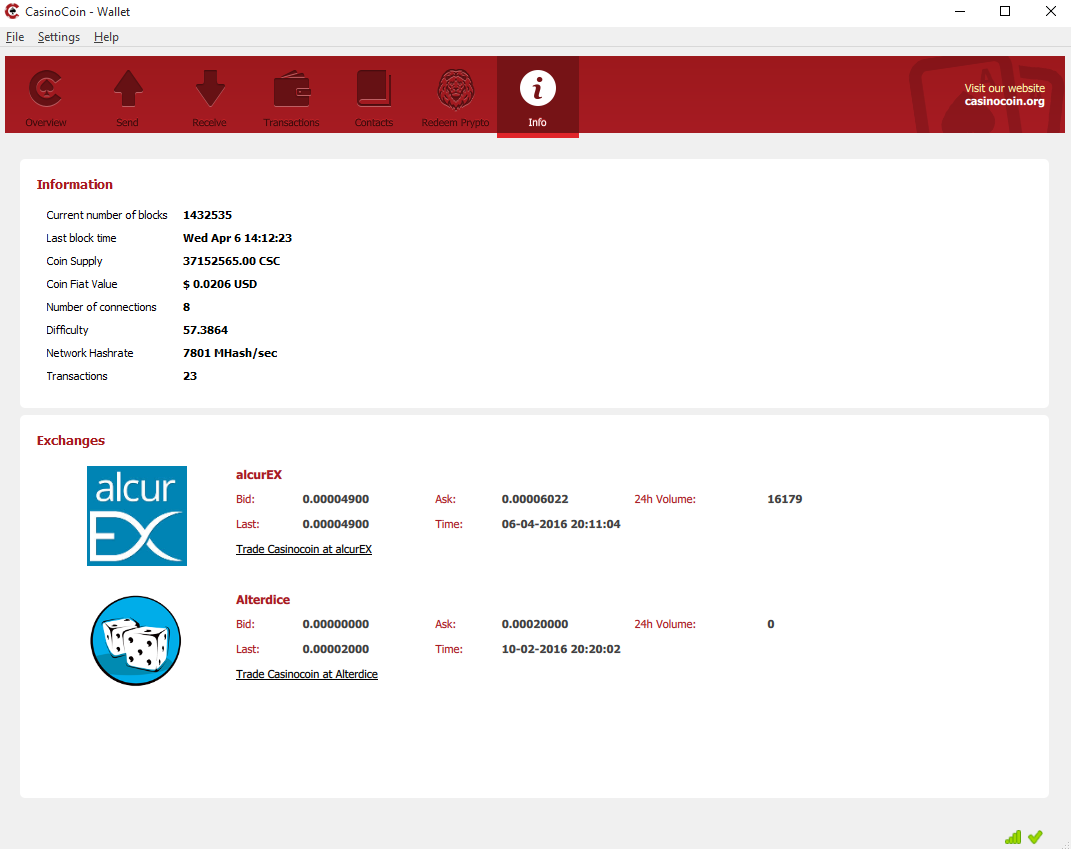 CasinoCoin - Wallet
File Settings Help
Overview Send Receive Transactions Contacts Redeem Prypto Info
Visit our website
casinocoin.org
Information
Current number of blocks 1432535
Last block time Wed Apr 6 14:12:23
Coin Supply 37152565.00 CSC
Coin Fiat Value $ 0.0206 USD
Number of connections 8
Difficulty 57.3864
Network Hashrate 7801 MHash/sec
Transactions 23
Exchanges
alcur
EX
alcurEX
Bid: 0.00004900 Ask: 0.00006022 24h Volume: 16179
Last: 0.00004900 Time: 06-04-2016 20:11:04
Trade Casinocoin at alcurEX
Alterdice
Bid: 0.00000000 Ask: 0.00020000 24h Volume: 0
Last: 0.00002000 Time: 10-02-2016 20:20:02
Trade Casinocoin at Alterdice